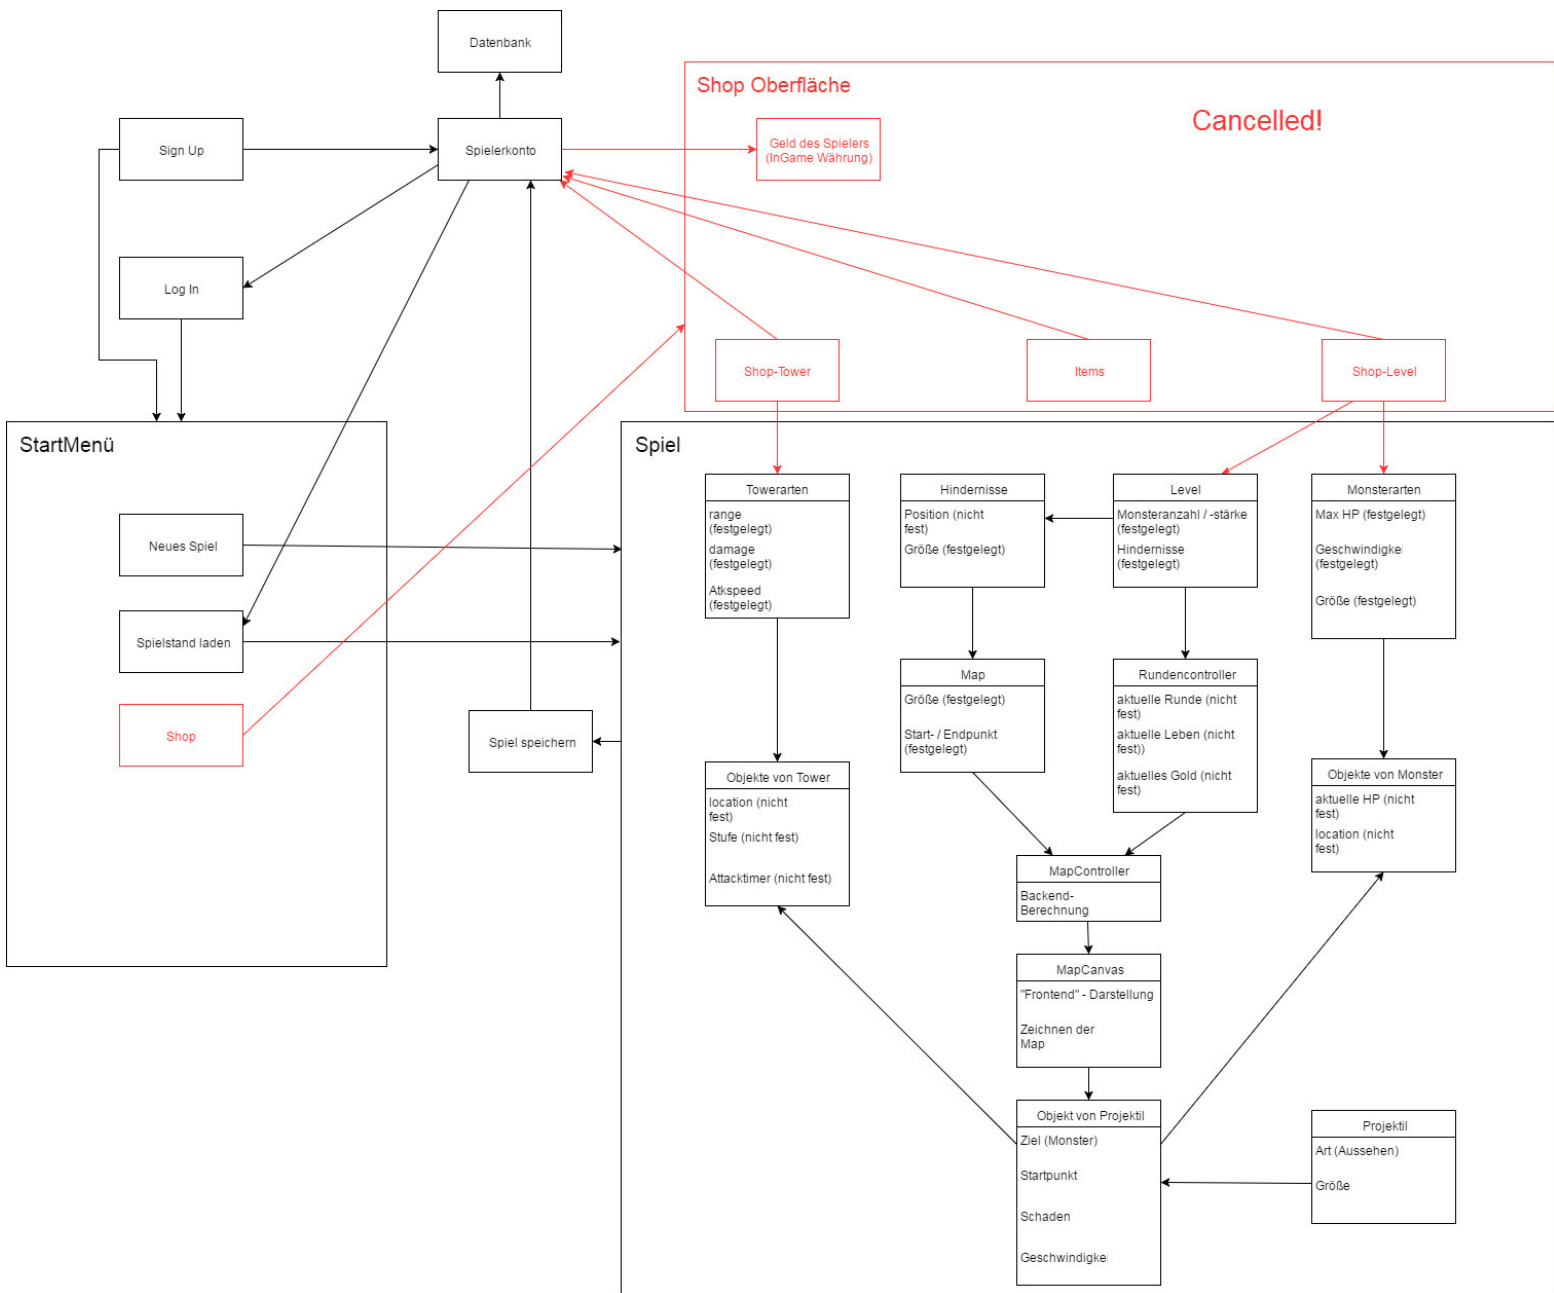 Datenbank
Shop Oberfläche
Cancelled!
Sign Up
Spielerkonto
Geld des Spielers
(InGame Währung)
Log In
Shop-Tower
Items
Shop-Level
StartMenü
Neues Spiel
Spielstand laden
Shop
Spiel speichern
Spiel
Towerarten
range
(festgelegt)
damage
(festgelegt)
Atkspeed
(festgelegt)
Hindernisse
Position (nicht
fest)
Größe (festgelegt)
Level
Monsteranzahl / -stärke
(festgelegt)
Hindernisse
(festgelegt)
Monsterarten
Max HP (festgelegt)
Geschwindigkei
(festgelegt)
Größe (festgelegt)
Map
Größe (festgelegt)
Start- / Endpunkt
(festgelegt)
Rundencontroller
aktuelle Runde (nicht
fest)
aktuelle Leben (nicht
fest))
aktuelles Gold (nicht
fest)
Objekte von Tower
location (nicht
fest)
Stufe (nicht fest)
Attacktimer (nicht fest)
Objekte von Monster
aktuelle HP (nicht
fest)
location (nicht
fest)
MapController
Backend-
Berechnung
MapCanvas
"Frontend" - Darstellung
Zeichnen der
Map
Objekt von Projektil
Ziel (Monster)
Startpunkt
Schaden
Geschwindigkei
Projektil
Art (Aussehen)
Größe